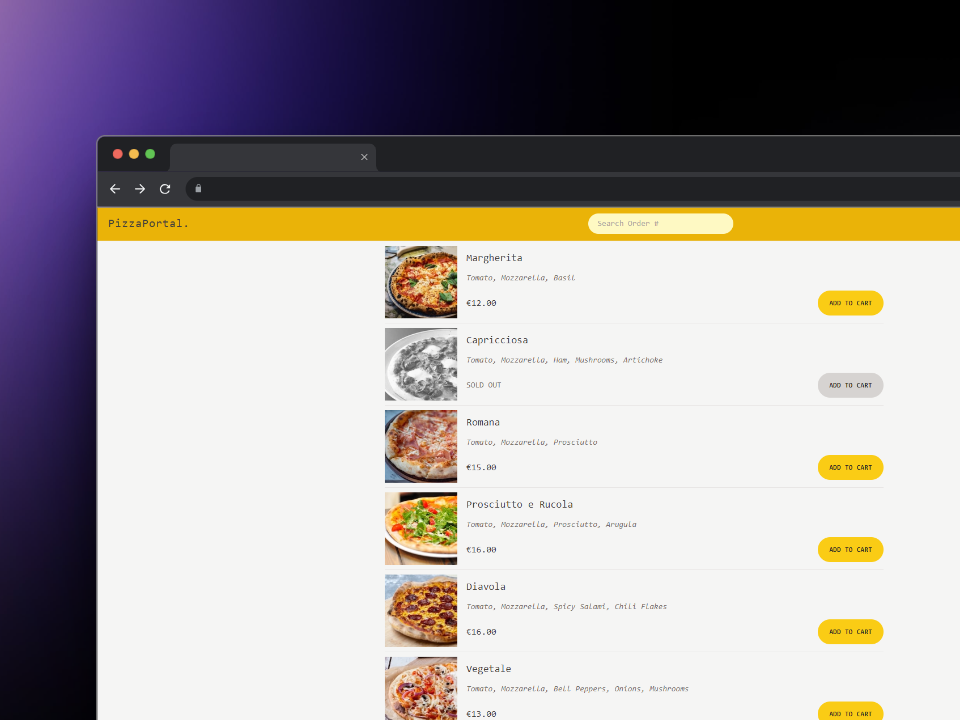 PizzaPortal.
Search Order #
Margherita
Tomato, Mozzarella, Basil
€12.00
ADD TO CART
Capricciosa
Tomato, Mozzarella, Ham, Mushrooms, Artichoke
SOLD OUT
ADD TO CART
Romana
Tomato, Mozzarella, Prosciutto
€15.00
ADD TO CART
Prosciutto e Rucola
Tomato, Mozzarella, Prosciutto, Arugula
€16.00
ADD TO CART
Diavola
Tomato, Mozzarella, Spicy Salami, Chili Flakes
€16.00
ADD TO CART
Vegetale
Tomato, Mozzarella, Bell Peppers, Onions, Mushrooms
€13.00
ADD TO CART